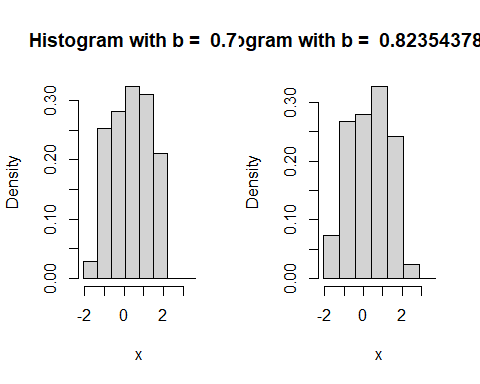 Histogram with b = 0.7
ogram with b = 0.82354378
Density
0.00 0.10 0.20 0.30
-2 0 2
x
Density
0.00 0.10 0.20 0.30
-2 0 2
x